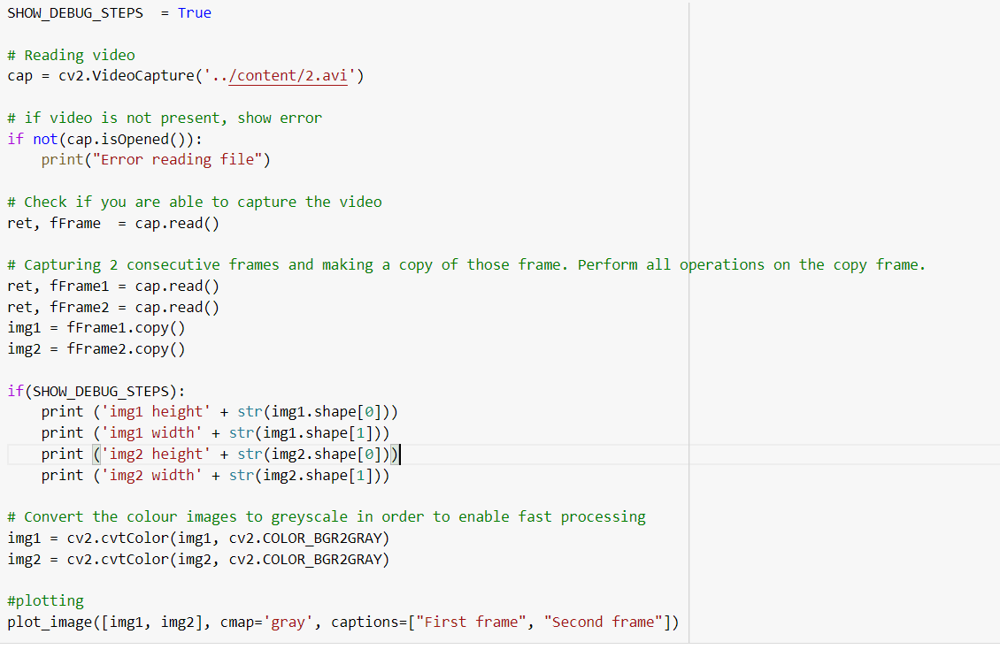 SHOW_DEBUG_STEPS  = True
# Reading video
cap = cv2.VideoCapture('../content/2.avi')
# if video is not present, show error
if not(cap.isOpened()):
    print("Error reading file")
# Check if you are able to capture the video
ret, fFrame  = cap.read()
# Capturing 2 consecutive frames and making a copy of those frame. Perform all operations on the copy frame.
ret, fFrame1 = cap.read()
ret, fFrame2 = cap.read()
img1 = fFrame1.copy()
img2 = fFrame2.copy()
if(SHOW_DEBUG_STEPS):
    print ('img1 height' + str(img1.shape[0]))
    print ('img1 width' + str(img1.shape[1]))
    print ('img2 height' + str(img2.shape[0]))
    print ('img2 width' + str(img2.shape[1]))
# Convert the colour images to greyscale in order to enable fast processing
img1 = cv2.cvtColor(img1, cv2.COLOR_BGR2GRAY)
img2 = cv2.cvtColor(img2, cv2.COLOR_BGR2GRAY)
#plotting
plot_image([img1, img2], cmap='gray', captions=["First frame", "Second frame"])